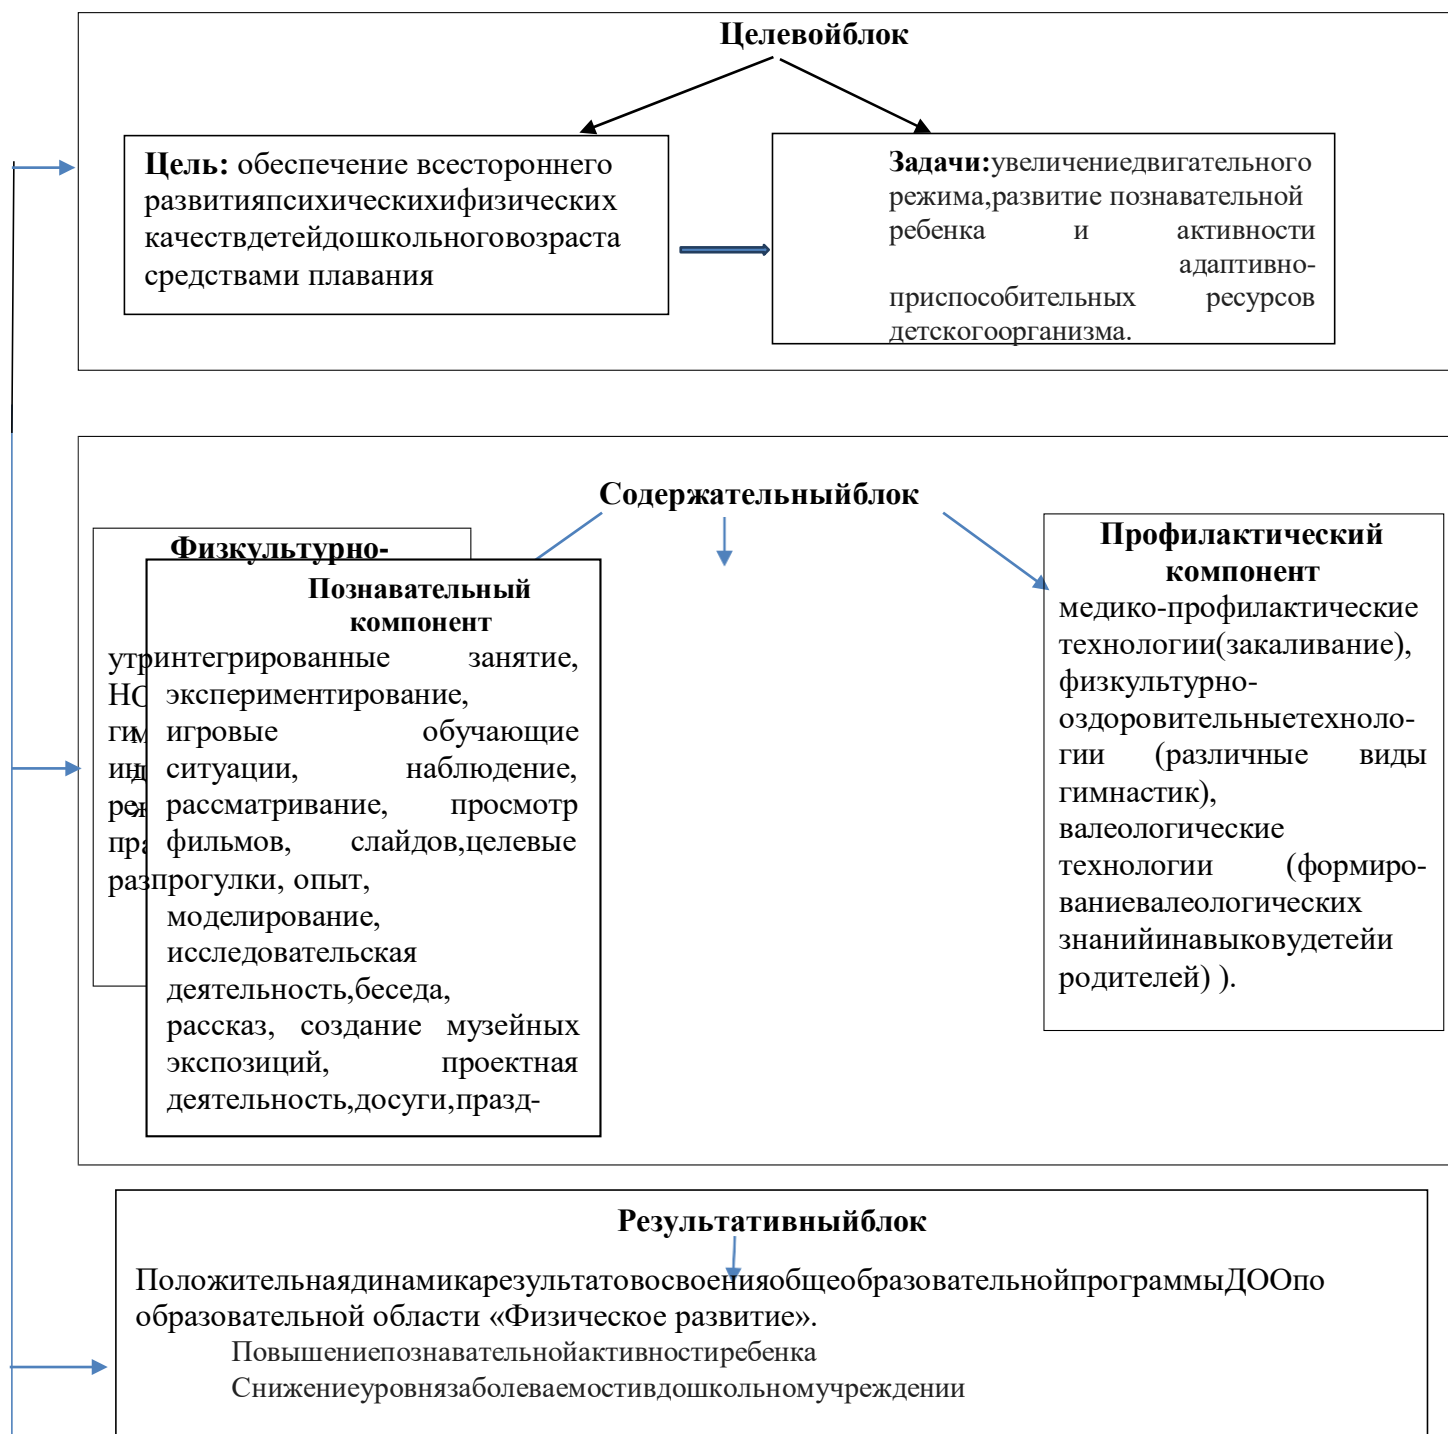 Целевойблок
Цель: обеспечение всестороннего
развитияпсихическихифизических
качествдетейдошкольноговозраста
средствами плавания
Задачи:увеличениедвигательного
режима,развитие познавательной
ребенка и активности
адаптивно-
приспособительных ресурсов
детскогоорганизма.
Содержательныйблок
Физкультурно-
Познавательный
компонент
интегрированные занятие,
экспериментирование,
игровые обучающие
ситуации, наблюдение,
рассматривание, просмотр
фильмов, слайдов,целевые
прогулки, опыт,
моделирование,
исследовательская
деятельность,беседа,
рассказ, создание музейных
экспозиций, проектная
деятельность,досуги,празд-
Профилактический
компонент
медико-профилактические
технологии(закаливание),
физкультурно-
оздоровительныетехноло-
гии (различные виды
гимнастик),
валеологические
технологии (формиро-
ваниевалеологических
знанийинавыковудетейи
родителей) ).
Результативныйблок
ПоложительнаядинамикарезультатовосвоенияобщеобразовательнойпрограммыДООпо
образовательной области «Физическое развитие».
Повышениепознавательнойактивностиребенка
Снижениеуровнязаболеваемостивдошкольномучреждении